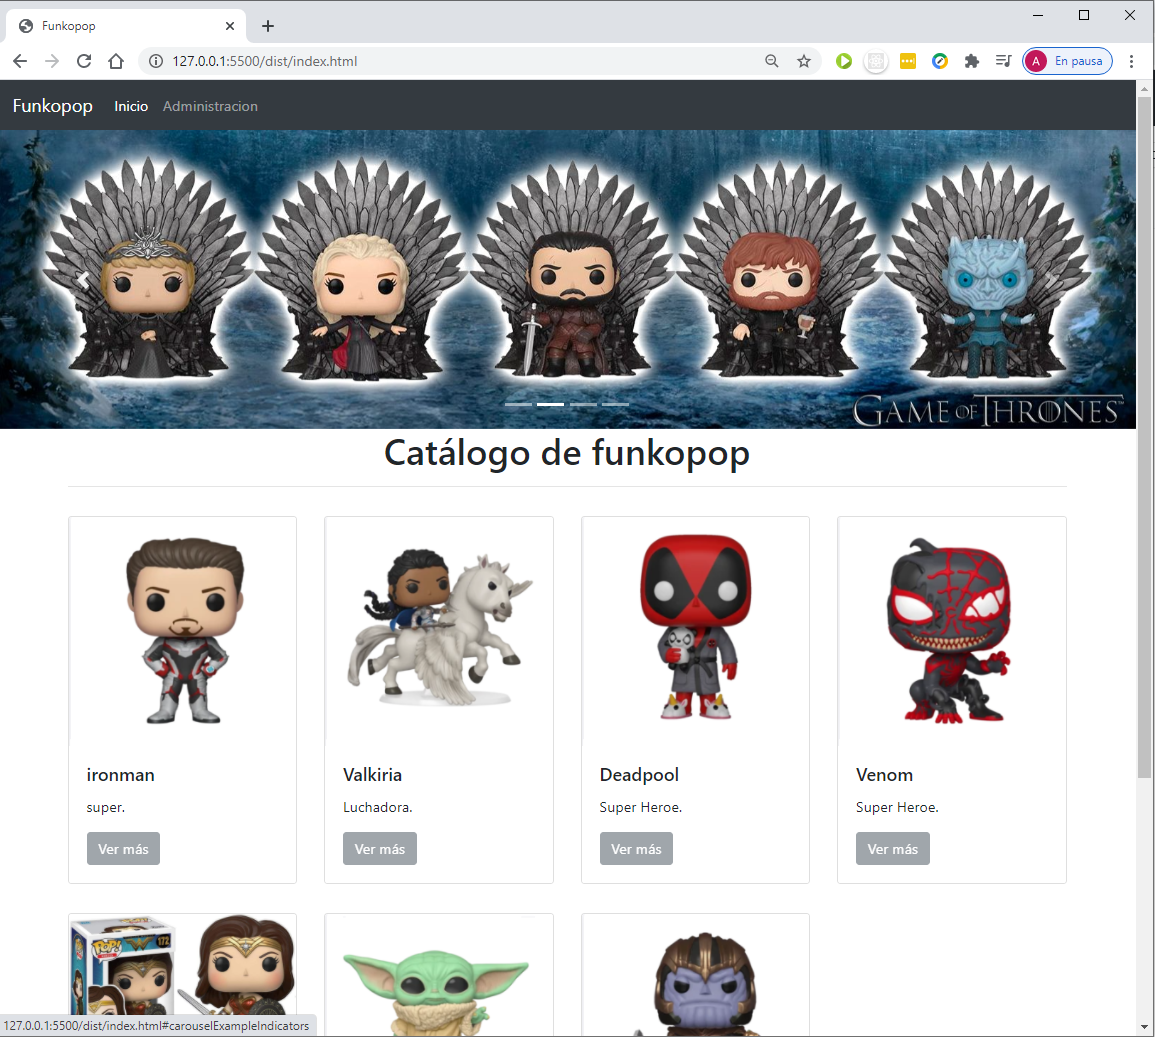 Funkopop
127.0.0.1:5500/dist/index.html
A
En pausa
Funkopop
Inicio
Administracion
GAME OF THRONES
Catálogo de funkopop
ironman
super.
Ver más
Valkiria
Luchadora.
Ver más
Deadpool
Super Heroe.
Ver más
Venom
Super Heroe.
Ver más
POP!
172
127.0.0.1:5500/dist/index.html#carouselExampleIndicators